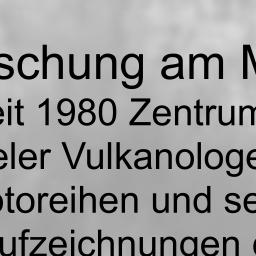 schung am M
eit 1980 Zentrum
eler Vulkanologe
otoreihen und se
ufzeichnungen